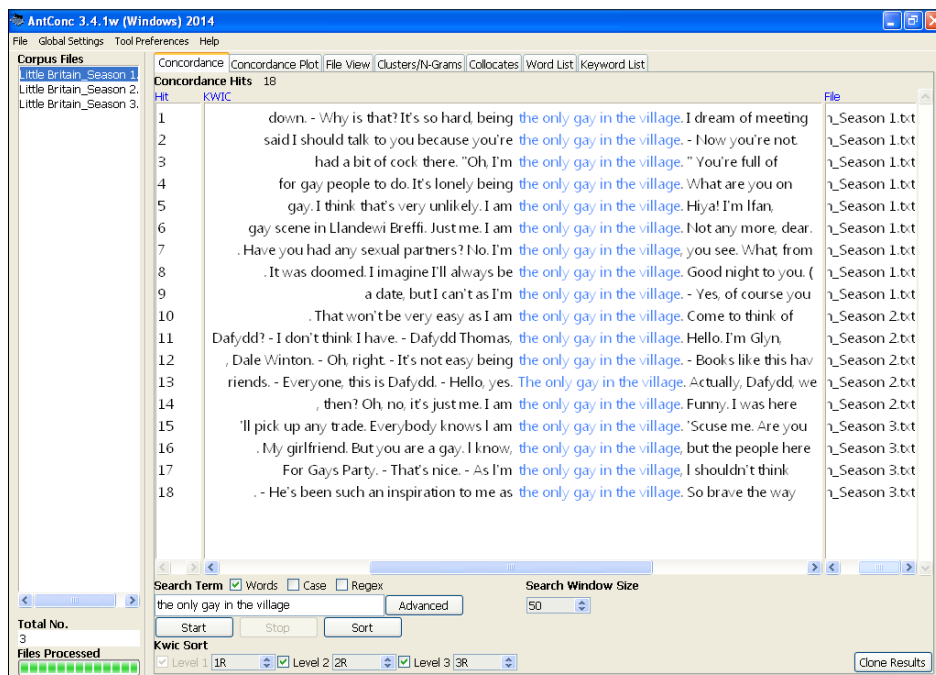 AntConc 3.4.1w (Windows) 2014
File Global Settings Tool Preferences Help
Corpus Files
Little Britain_Season 1.
Little Britain_Season 2.
Little Britain_Season 3.
Concordance Concordance Plot File View Clusters/N-Grams Collocates Word List Keyword List
Concordance Hits 18
Hit KWIC File
1 down. - Why is that? It's so hard, being the only gay in the village. I dream of meeting n_Season 1.txt
2 said I should talk to you because you're the only gay in the village. - Now you're not. n_Season 1.txt
3 had a bit of cock there. "Oh, I'm the only gay in the village. " You're full of n_Season 1.txt
4 for gay people to do. It's lonely being the only gay in the village. What are you on n_Season 1.txt
5 gay. I think that's very unlikely. I am the only gay in the village. Hiya! I'm Ifan, n_Season 1.txt
6 gay scene in Llandewi Breffi. Just me. I am the only gay in the village. Not any more, dear. n_Season 1.txt
7 . Have you had any sexual partners? No. I'm the only gay in the village, you see. What, from n_Season 1.txt
8 . It was doomed. I imagine I'll always be the only gay in the village. Good night to you. ( n_Season 1.txt
9 a date, but I can't as I'm the only gay in the village. - Yes, of course you n_Season 1.txt
10 . That won't be very easy as I am the only gay in the village. Come to think of n_Season 2.txt
11 Dafydd? - I don't think I have. - Dafydd Thomas, the only gay in the village. Hello. I'm Glyn, n_Season 2.txt
12 , Dale Winton. - Oh, right. - It's not easy being the only gay in the village. - Books like this hav n_Season 2.txt
13 riends. - Everyone, this is Dafydd. - Hello, yes. The only gay in the village. Actually, Dafydd, we n_Season 2.txt
14 , then? Oh, no, it's just me. I am the only gay in the village. Funny. I was here n_Season 2.txt
15 'll pick up any trade. Everybody knows I am the only gay in the village. 'Scuse me. Are you n_Season 3.txt
16 . My girlfriend. But you are a gay. I know, the only gay in the village, but the people here n_Season 3.txt
17 For Gays Party. - That's nice. - As I'm the only gay in the village, I shouldn't think n_Season 3.txt
18 . - He's been such an inspiration to me as the only gay in the village. So brave the way n_Season 3.txt
Search Term Words Case Regex Search Window Size
the only gay in the village Advanced 50
Total No.
3
Start Stop Sort
Files Processed
Kwic Sort
Level 1 1R Level 2 2R Level 3 3R Clone Results